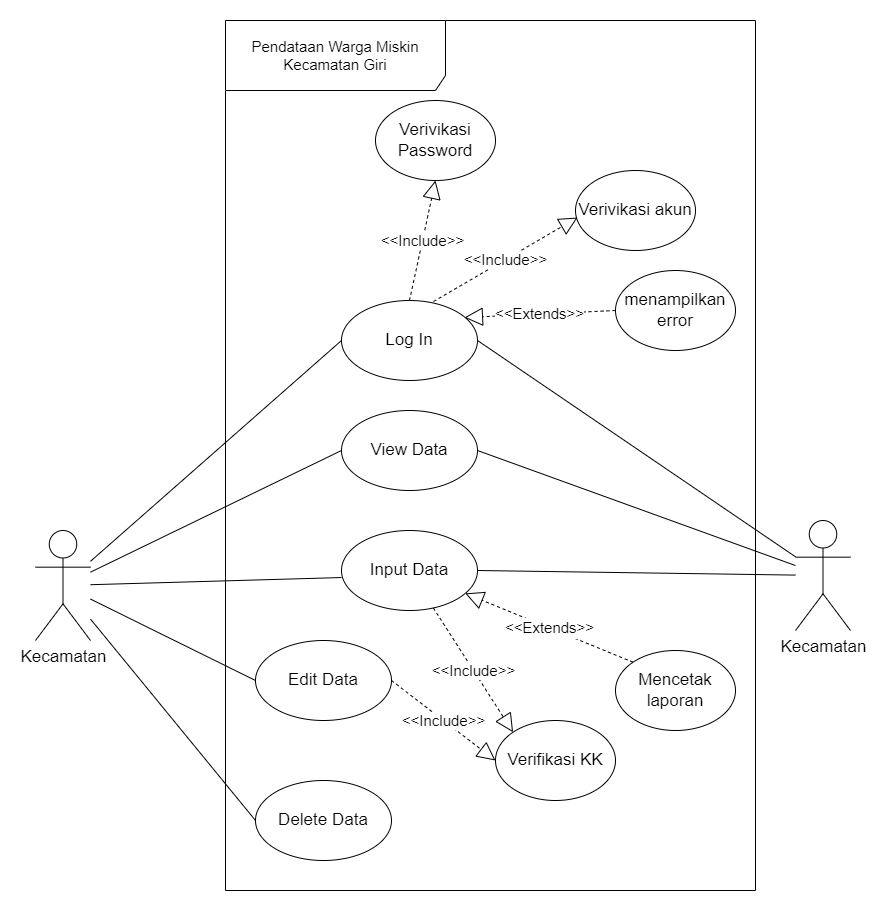 Pendataan Warga Miskin
Kecamatan Giri
Verivikasi
Password
Verivikasi akun
<<Include>>
<<Include>>
menampilkan
error
<<Extends>>
Log In
View Data
Input Data
<<Extends>>
Kecamatan
Kecamatan
<<Include>>
Edit Data
Mencetak
laporan
<<Include>>
Verifikasi KK
Delete Data